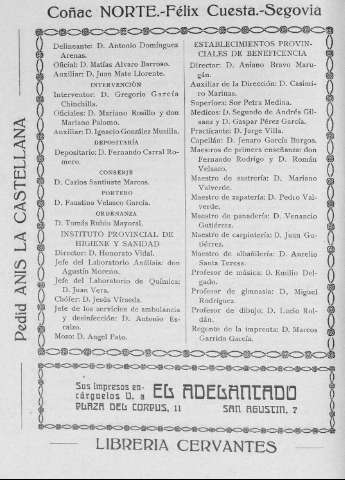 Coñac NORTE.-Félix Cuesta.-Segovia
Pedid ANIS LA CASTELLANA
Delineante: D. Antonio Domínguez
Arenas.
Oficial: D. Matías Alvaro Barroso.
Auxiliar: D. Juan Mate Llorente.
INTERVENCIÓN
Interventor: D. Gregorio García
Chinchilla.
Oficiales: D. Mariano Rosillo y don
Mariano Palomo.
Auxiliar: D. Ignacio González Musilla.
DEPOSITARÍA
Depositario: D. Fernando Carral Romero.
CONSERJE
D. Carlos Santiuste Marcos.
PORTERO
D. Faustino Velasco García.
ORDENANZA
D. Tomás Rubio Mayoral.
INSTITUTO PROVINCIAL DE
HIGIENE Y SANIDAD
Director: D. Honorato Vidal.
Jefe del Laboratorio Análisis: don
Agustín Moreno.
Jefe del Laboratorio de Química:
D. Juan Vera.
Chófer: D. Jesús Virseda.
Jefe de los servicios de ambulancia
y desinfección: D. Antonio Escalzo.
Mozo: D. Angel Pato.
ESTABLECIMIENTOS PROVINCIALES
DE BENEFICENCIA
Director: D. Aniano Bravo Marugán.
Auxiliar de la Dirección: D. Casimiro
Marinas.
Superiora: Sor Petra Medina.
Médicos: D. Segundo de Andrés Gilsanz
y D. Gaspar Pérez García.
Practicante: D. Jorge Villa.
Capellán: D. Jenaro García Burgos.
Maestros de primera enseñanza: don
Fernando Rodrigo y D. Román
Velasco.
Maestro de sastrería: D. Mariano
Valverde.
Maestro de zapatería: D. Pedro Valverde.
Maestro de panadería: D. Venancio
Gutiérrez.
Maestro de carpintería: D. Juan Gutiérrez.
Maestro de albañilería: D. Aurelio
Santa Teresa.
Profesor de música: D. Emilio Delgado.
Profesor de gimnasia: D. Miguel
Rodríguez.
Profesor de dibujo: D. Lucio Roldán.
Regente de la imprenta: D. Marcos
Garrido García.
Sus impresos encárguelos
U. a EL ADELANTADO
PLAZA DEL CORPUS, 11 SAN AGUSTIN, 7
LIBRERIA CERVANTES